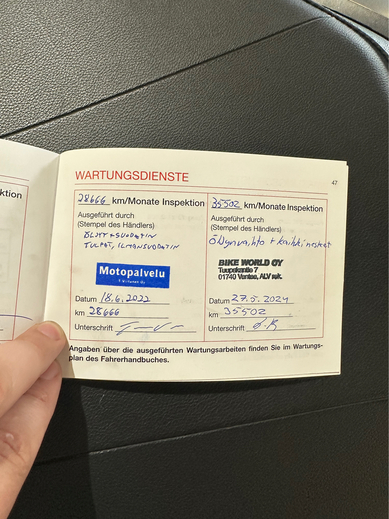 ktion
WARTUNGSDIENSTE
47
28666 km/Monate Inspektion
Ausgeführt durch
(Stempel des Händlers)
ÖLJYT+SUODATIN
TULPAT, ILMANSUODATIN
Motopalvelu
Datum 18.6.2022
km 28666
Unterschrift
35502 km/Monate Inspektion
Ausgeführt durch
(Stempel des Händlers)
Öljynvaihto +
BIKE WORLD OY
Tuupakantie 7
01740 Vantaa, ALV rek.
Datum 27.5.2024
km 35502
Unterschrift
Angaben über die ausgeführten Wartungsarbeiten finden Sie im Wartungs-
plan des Fahrerhandbuches.